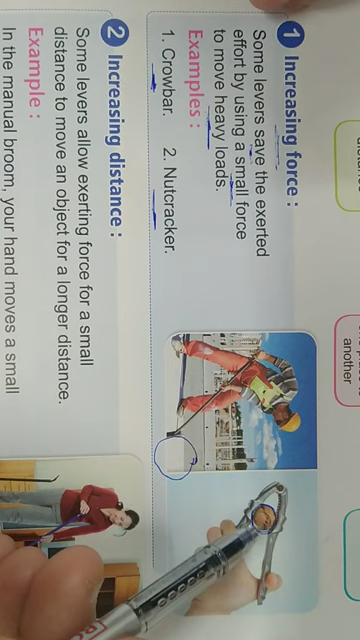 another
1 Increasing force :
Some levers save the exerted
effort by using a small force
to move heavy loads.
Examples :
1. Crowbar. 2. Nutcracker.
2 Increasing distance :
Some levers allow exerting force for a small
distance to move an object for a longer distance.
Example :
In the manual broom, your hand moves a small